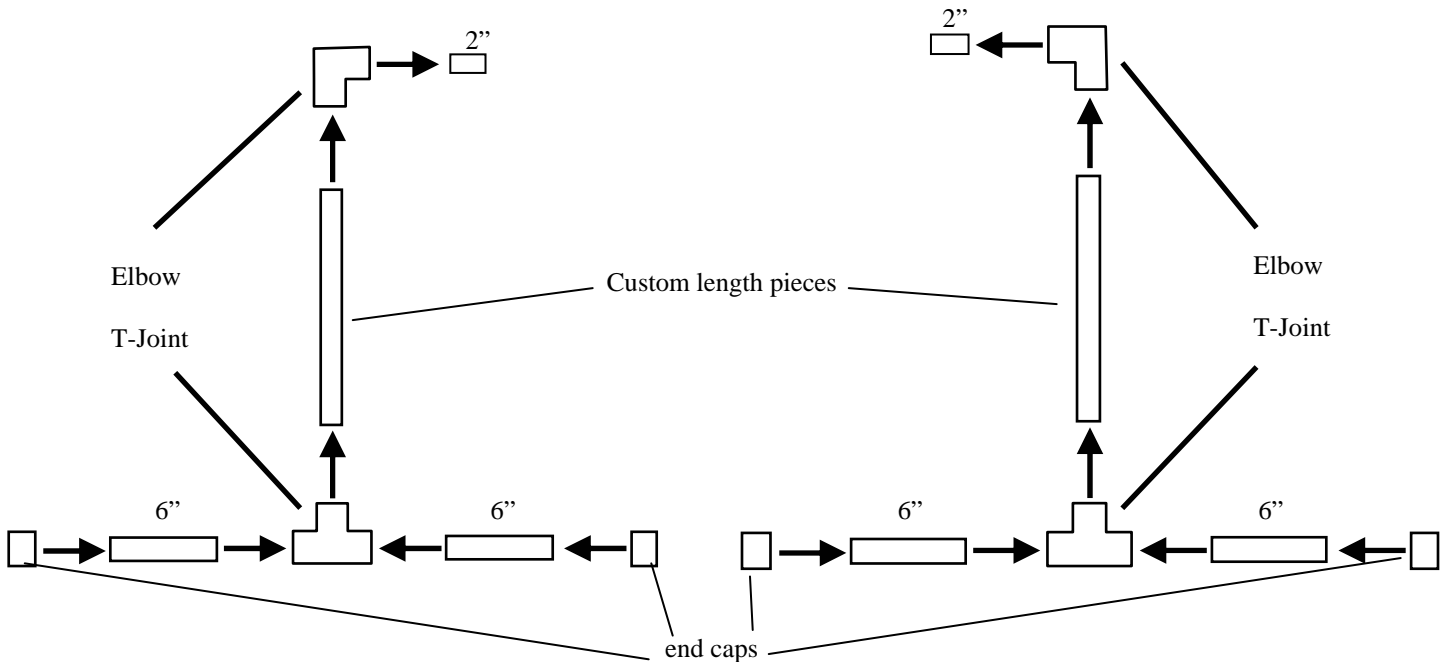 2”
2”
Elbow
Custom length pieces
Elbow
T-Joint
T-Joint
6”
6”
6”
6”
end caps